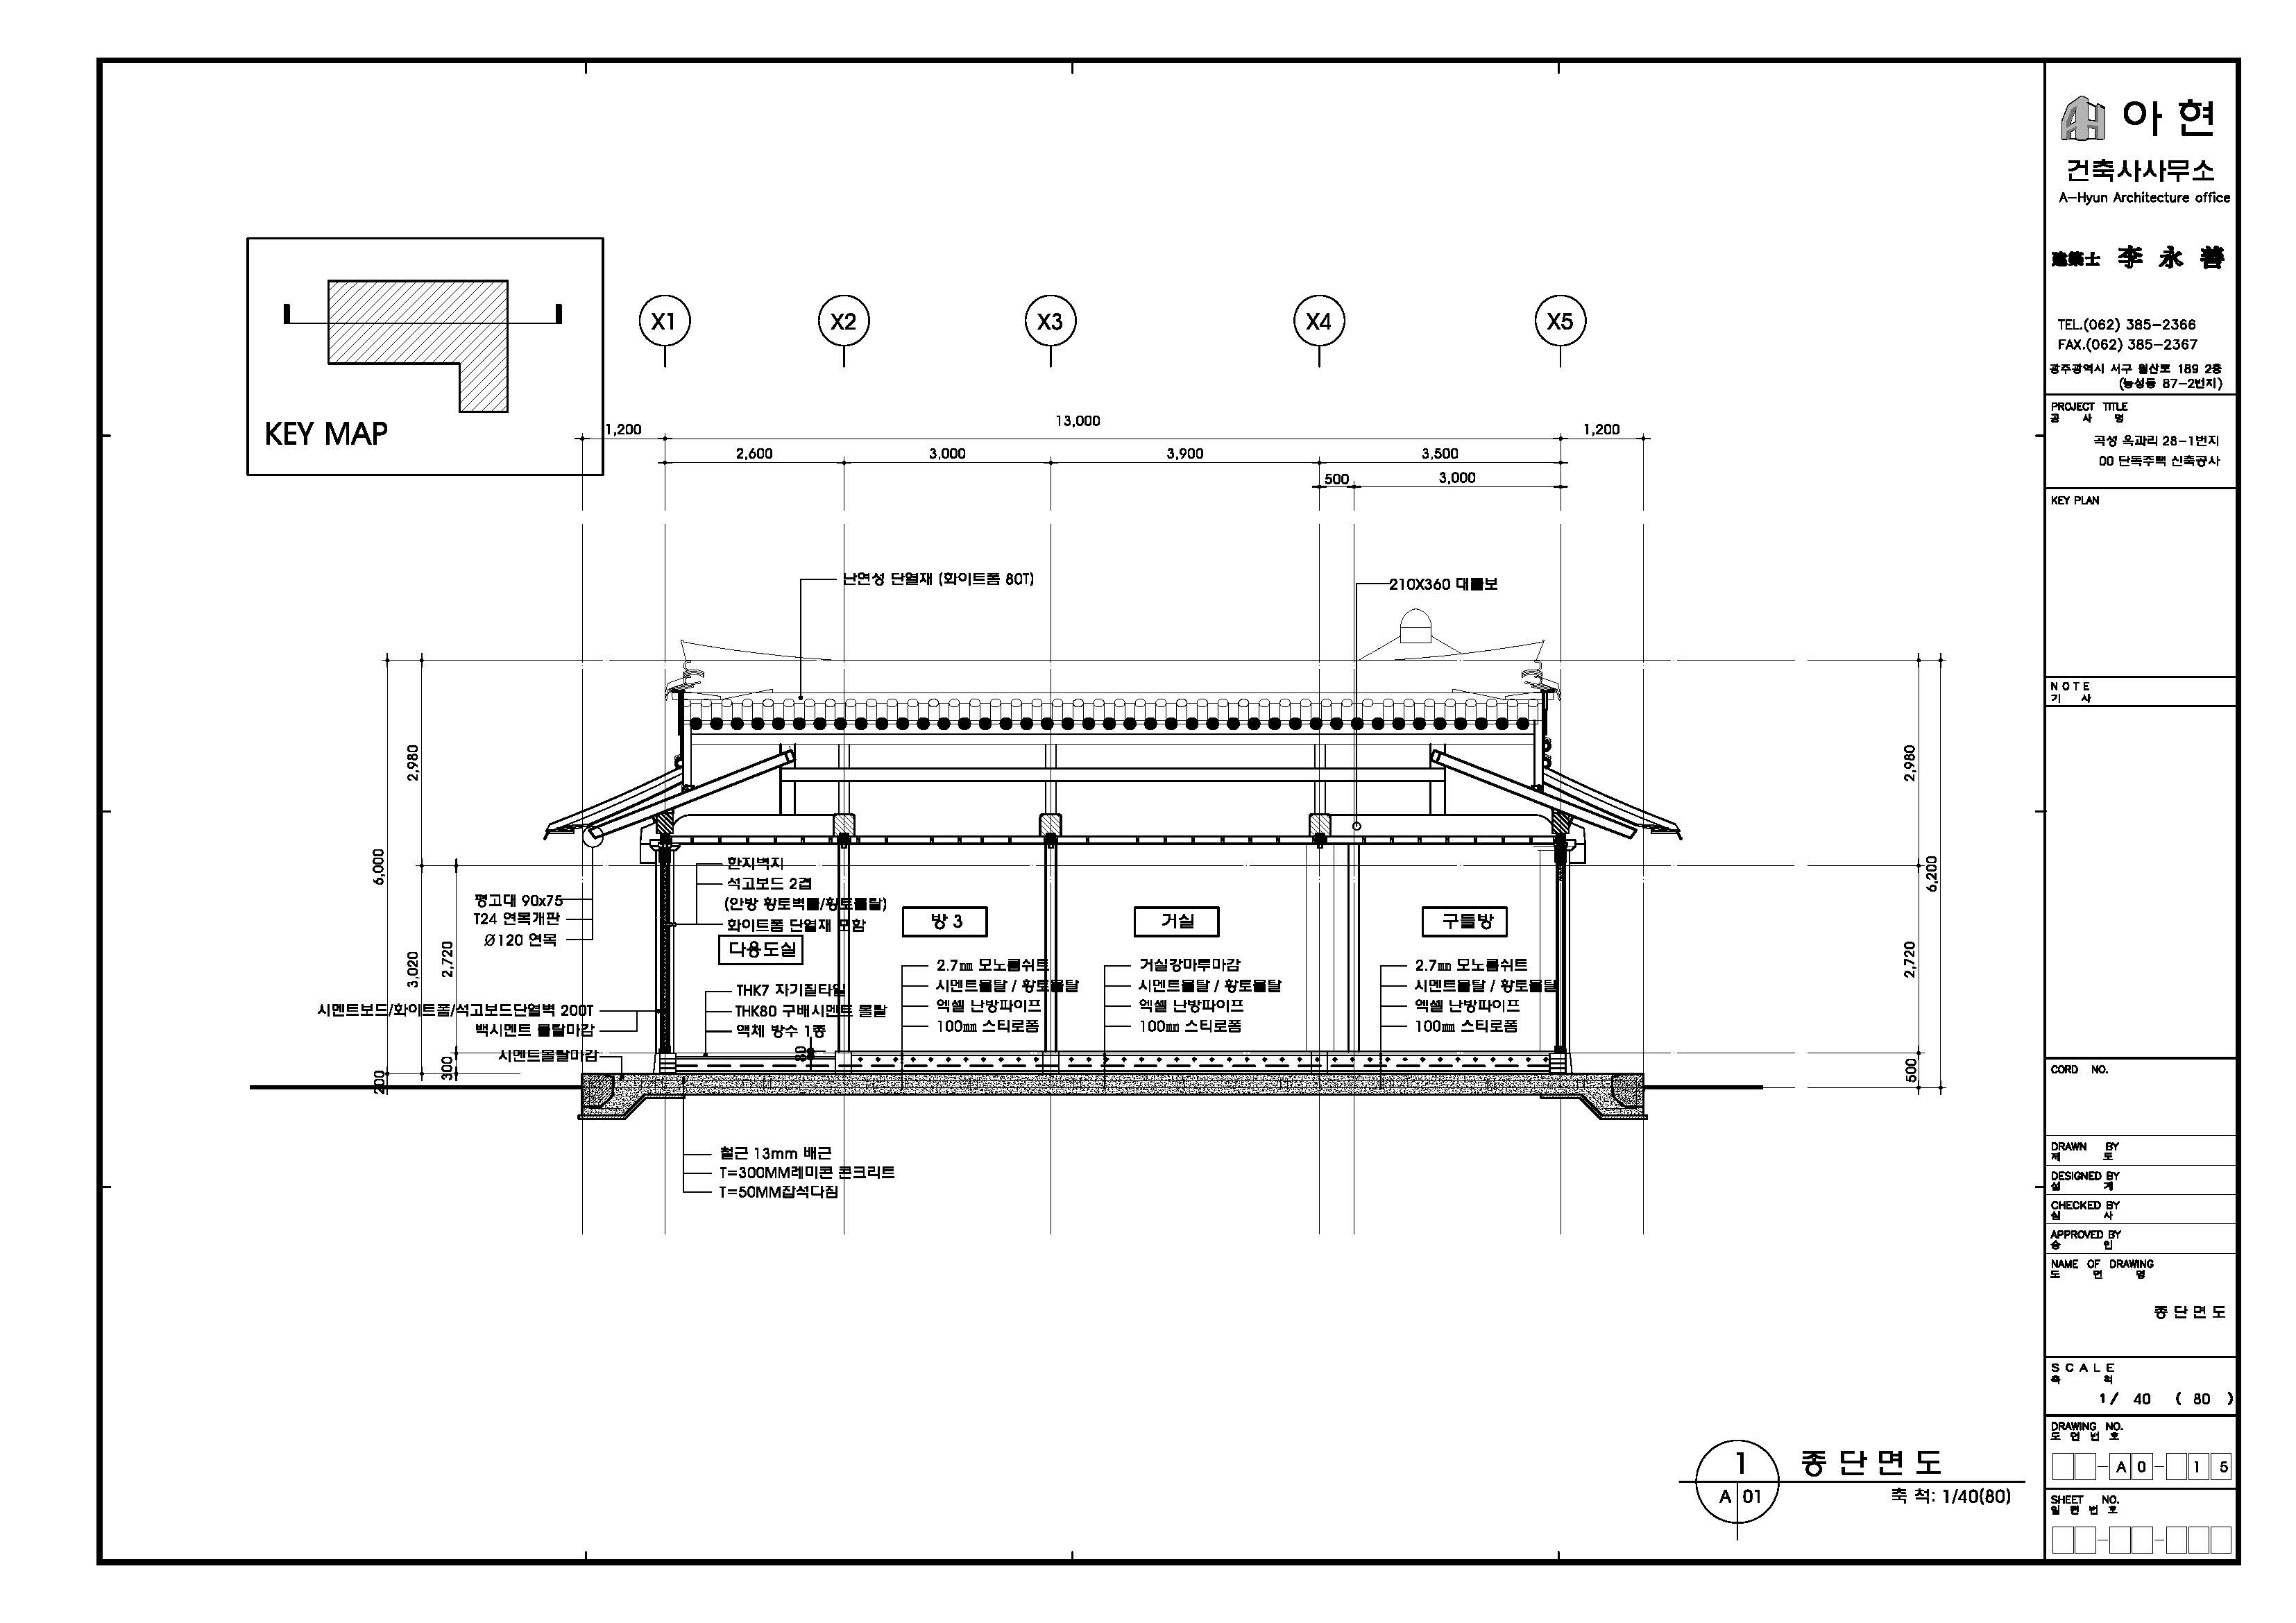 아 현
건축사사무소
A-Hyun Architecture office
建築士 李 永 善
TEL.(062) 385-2366
FAX.(062) 385-2367
광주광역시 서구 월산로 189 2층
(농성동 87-2번지)
PROJECT TITLE
공 사 명
곡성 옥과리 28-1번지
00 단독주택 신축공사
KEY PLAN
NOTE
기 사
CORD NO.
DRAWN BY
제 도
DESIGNED BY
설 계
CHECKED BY
심 사
APPROVED BY
승 인
NAME OF DRAWING
도 면 명
종단면도
SCALE
축 척
1/ 40 ( 80 )
DRAWING NO.
도 면 번 호
- A 0 - 1 5
SHEET NO.
일 련 번 호
KEY MAP
X1 X2 X3 X4 X5
13,000
1,200 1,200
2,600 3,000 3,900 3,500
500 3,000
난연성 단열재 (화이트폼 80T)
210X360 대들보
2,980
6,000
3,020
2,720
300
200
2,980
6,200
2,720
500
평고대 90x75
T24 연목개판
Ø120 연목
시멘트보드/화이트폼/석고보드단열벽 200T
백시멘트 몰탈마감
시멘트몰탈마감
한지벽지
석고보드 2겹
(안방 황토벽돌/황토몰탈)
화이트폼 단열재 포함
다용도실
THK7 자기질타일
THK80 구배시멘트 몰탈
액체 방수 1종
80
방 3
2.7㎜ 모노륨쉬트
시멘트몰탈 / 황토몰탈
엑셀 난방파이프
100㎜ 스티로폼
거실
거실강마루마감
시멘트몰탈 / 황토몰탈
엑셀 난방파이프
100㎜ 스티로폼
구들방
2.7㎜ 모노륨쉬트
시멘트몰탈 / 황토몰탈
엑셀 난방파이프
100㎜ 스티로폼
철근 13mm 배근
T=300MM레미콘 콘크리트
T=50MM잡석다짐
1
A 01
종단면도
축 척: 1/40(80)